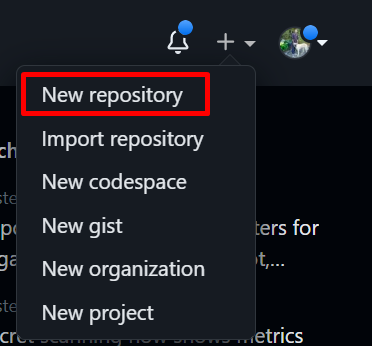 New repository
ch
Import repository
ste
New codespace
po
New gist
ters for
ga
New organization
ot,...
ste
New project
cret scanning now shows metrics